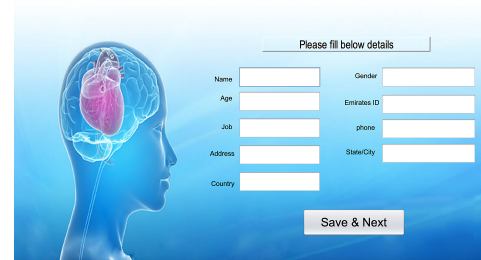 Please fill below details
Name
Gender
Age
Emirates ID
Job
phone
Address
State/City
Country
Save & Next